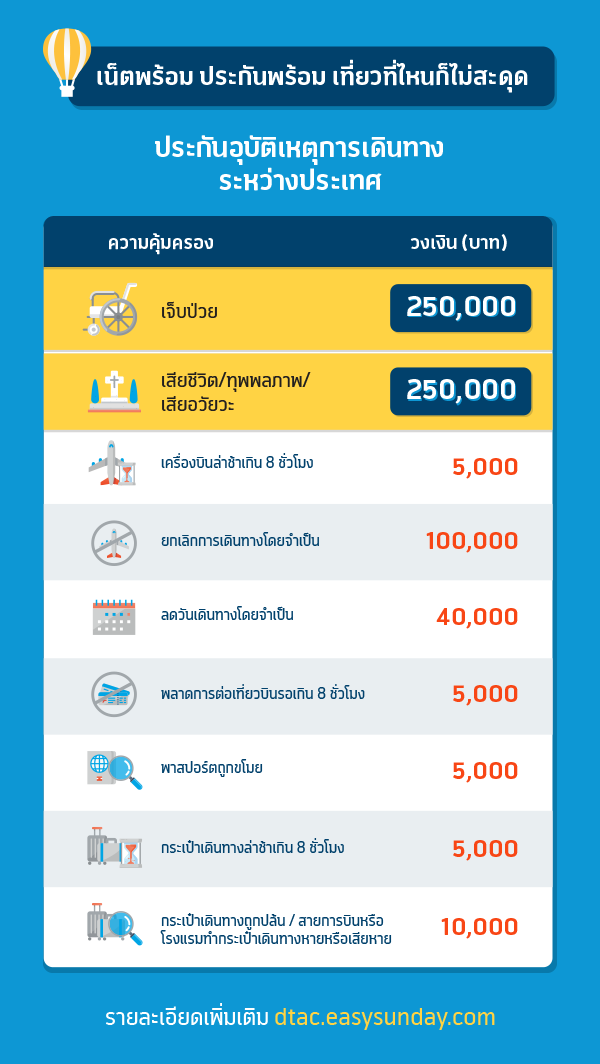 เน็ตพร้อม ประกันพร้อม เที่ยวที่ไหนก็ไม่สะดุด
ประกันอุบัติเหตุการเดินทาง
ระหว่างประเทศ
ความคุ้มครอง วงเงิน (บาท)
เจ็บป่วย 250,000
เสียชีวิต/ทุพพลภาพ/
เสียอวัยวะ 250,000
เครื่องบินล่าช้าเกิน 8 ชั่วโมง 5,000
ยกเลิกการเดินทางโดยจำเป็น 100,000
ลดวันเดินทางโดยจำเป็น 40,000
พลาดการต่อเที่ยวบินรอเกิน 8 ชั่วโมง 5,000
พาสปอร์ตถูกขโมย 5,000
กระเป๋าเดินทางล่าช้าเกิน 8 ชั่วโมง 5,000
กระเป๋าเดินทางถูกปล้น / สายการบินหรือ
โรงแรมทำกระเป๋าเดินทางหายหรือเสียหาย 10,000
รายละเอียดเพิ่มเติม dtac.easysunday.com